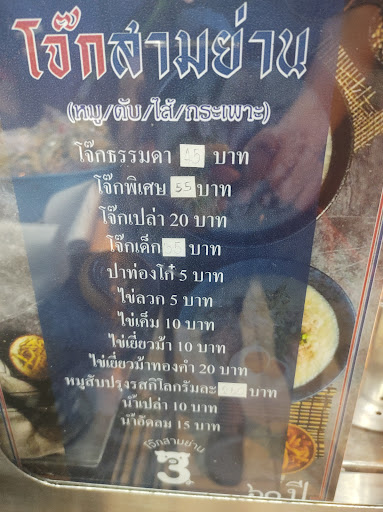 โจ๊กสามย่าน
(หมู/ตับ/ไส้/กระเพาะ)
โจ๊กธรรมดา 45 บาท
โจ๊กพิเศษ 55 บาท
โจ๊กเปล่า 20 บาท
โจ๊กเด็ก บาท
ปาท่องโก๋ 5 บาท
ไข่ลวก 5 บาท
ไข่เค็ม 10 บาท
ไข่เยี่ยวม้า 10 บาท
ไข่เยี่ยวม้าทองคำ 20 บาท
หมูสับปรุงรสกิโลกรัมละ บาท
น้ำเปล่า 10 บาท
น้ำอัดลม 15 บาท
โจ๊กสามย่าน
๖๐ ปี